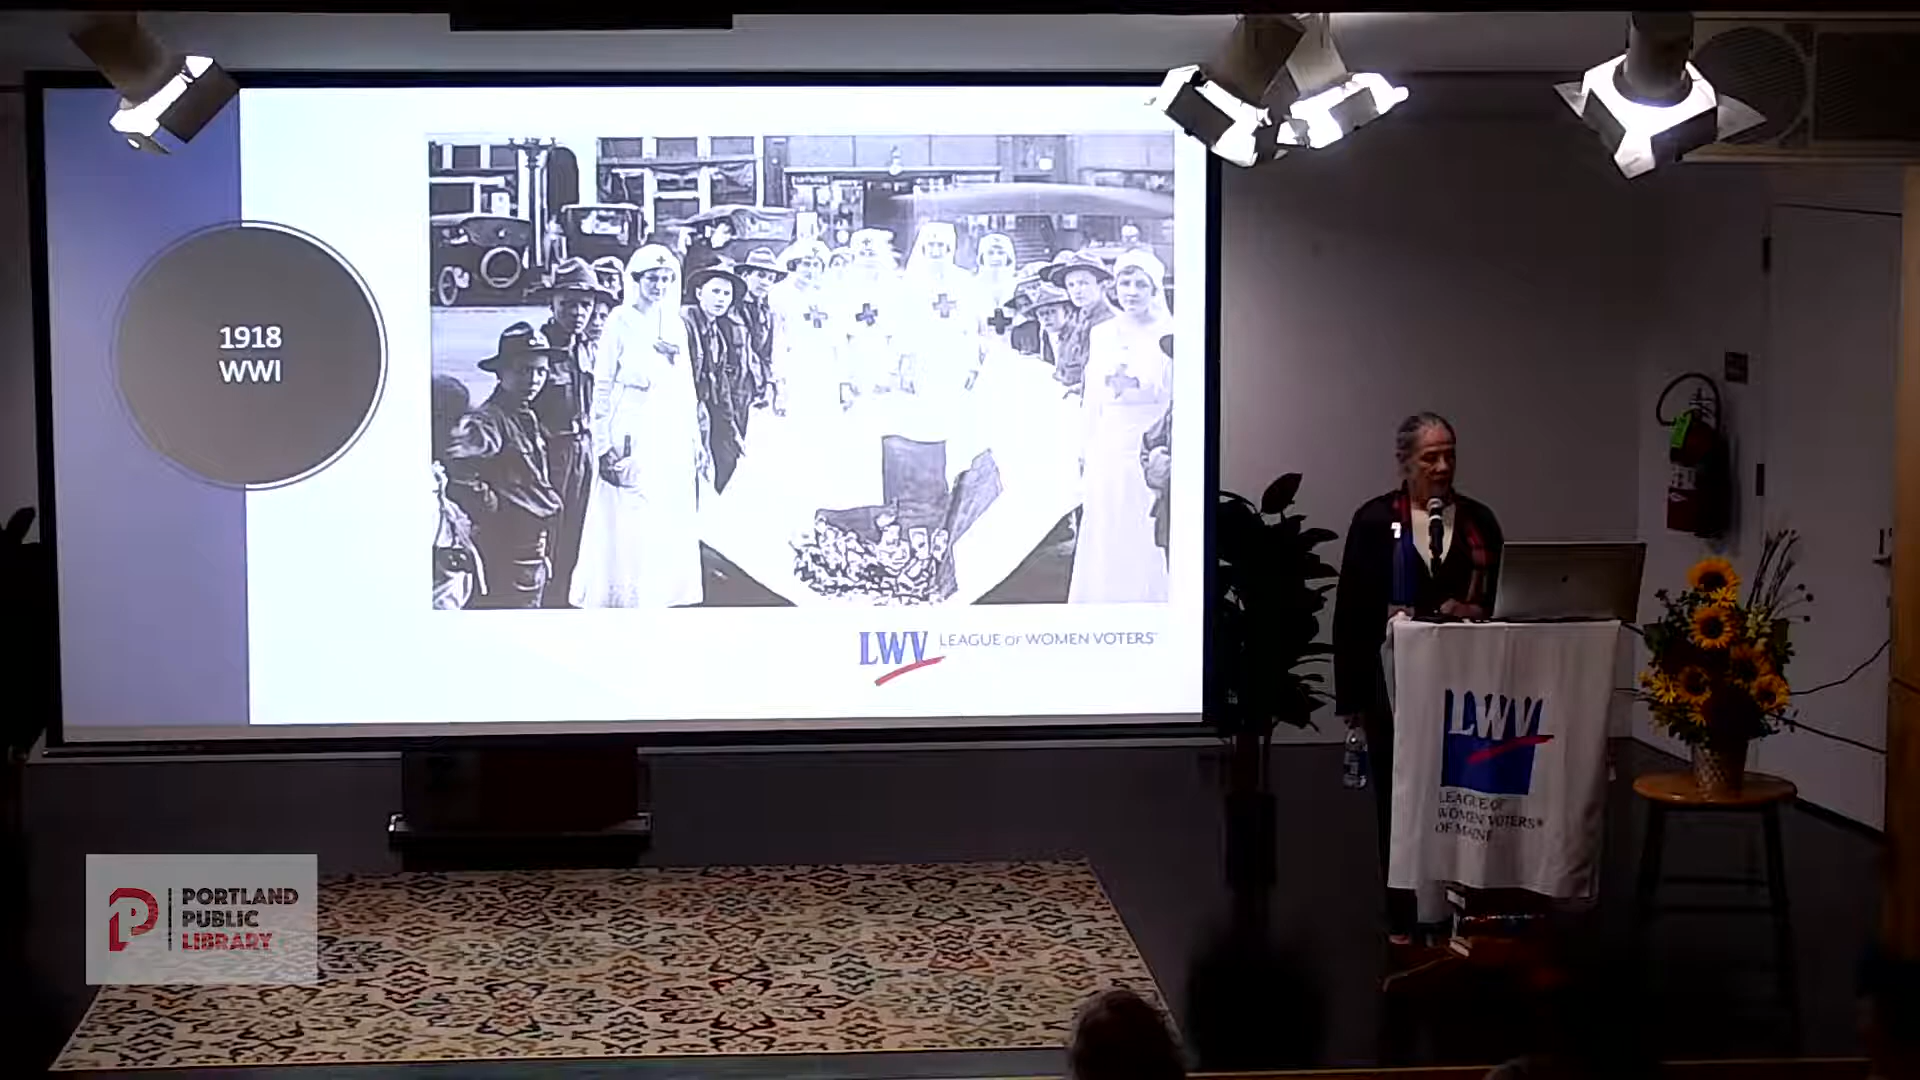 1918
WWI
LWV LEAGUE OF WOMEN VOTERS
LWV
LEAGUE OF
WOMEN VOTERS®
OF MAINE
P PORTLAND
PUBLIC
LIBRARY